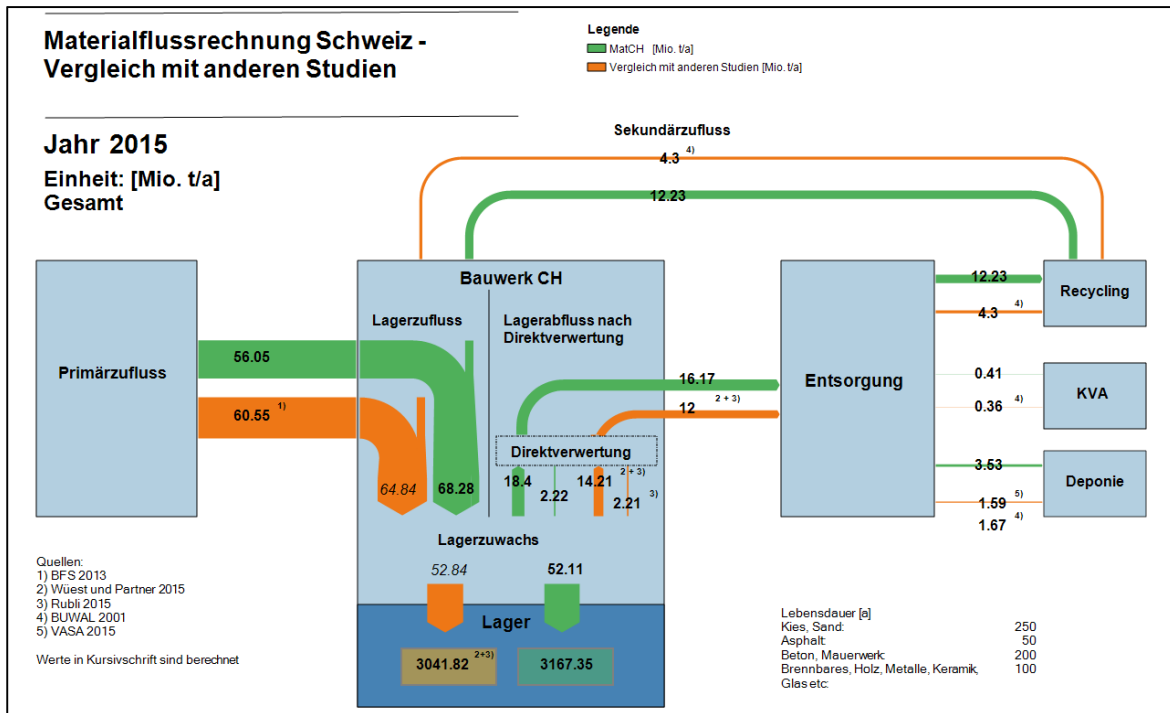 Materialflussrechnung Schweiz -
Vergleich mit anderen Studien
Jahr 2015
Einheit: [Mio. t/a]
Gesamt
Legende
MatCH [Mio. t/a]
Vergleich mit anderen Studien [Mio. t/a]
Sekundärzufluss
4.3 4)
12.23
Primärzufluss
56.05
60.55 1)
Bauwerk CH
Lagerzufluss
Lagerabfluss nach
Direktverwertung
64.84
68.28
16.17
12 2 + 3)
Direktverwertung
18.4
2.22
14.21 2 + 3)
2.21 3)
Lagerzuwachs
52.84
52.11
Lager
3041.82 2+3)
3167.35
Entsorgung
12.23
4.3 4)
Recycling
0.41
0.36 4)
KVA
3.53
1.59 5)
1.67 4)
Deponie
Quellen:
1) BFS 2013
2) Wüest und Partner 2015
3) Rubli 2015
4) BUWAL 2001
5) VASA 2015
Werte in Kursivschrift sind berechnet
Lebensdauer [a]
Kies, Sand: 250
Asphalt: 50
Beton, Mauerwerk: 200
Brennbares, Holz, Metalle, Keramik, 100
Glas etc: